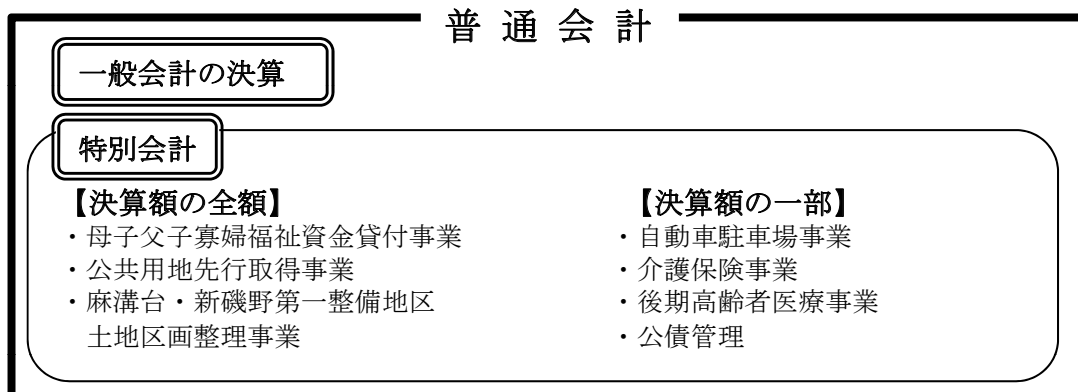 普通会計
一般会計の決算
特別会計
【決算額の全額】
・母子父子寡婦福祉資金貸付事業
・公共用地先行取得事業
・麻溝台・新磯野第一整備地区
土地区画整理事業
【決算額の一部】
・自動車駐車場事業
・介護保険事業
・後期高齢者医療事業
・公債管理